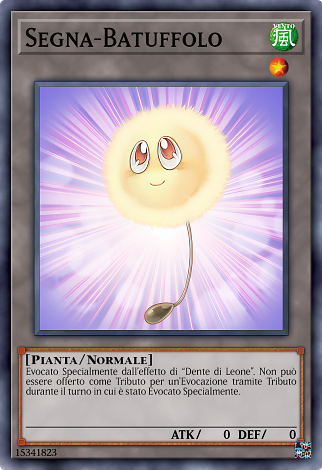 Segna-Batuffolo
VENTO
風
[Pianta/Normale]
Evocato Specialmente dall'effetto di "Dente di Leone". Non può
essere offerto come Tributo per un'Evocazione tramite Tributo
durante il turno in cui è stato Evocato Specialmente.
ATK/ 0 DEF/ 0
15341823